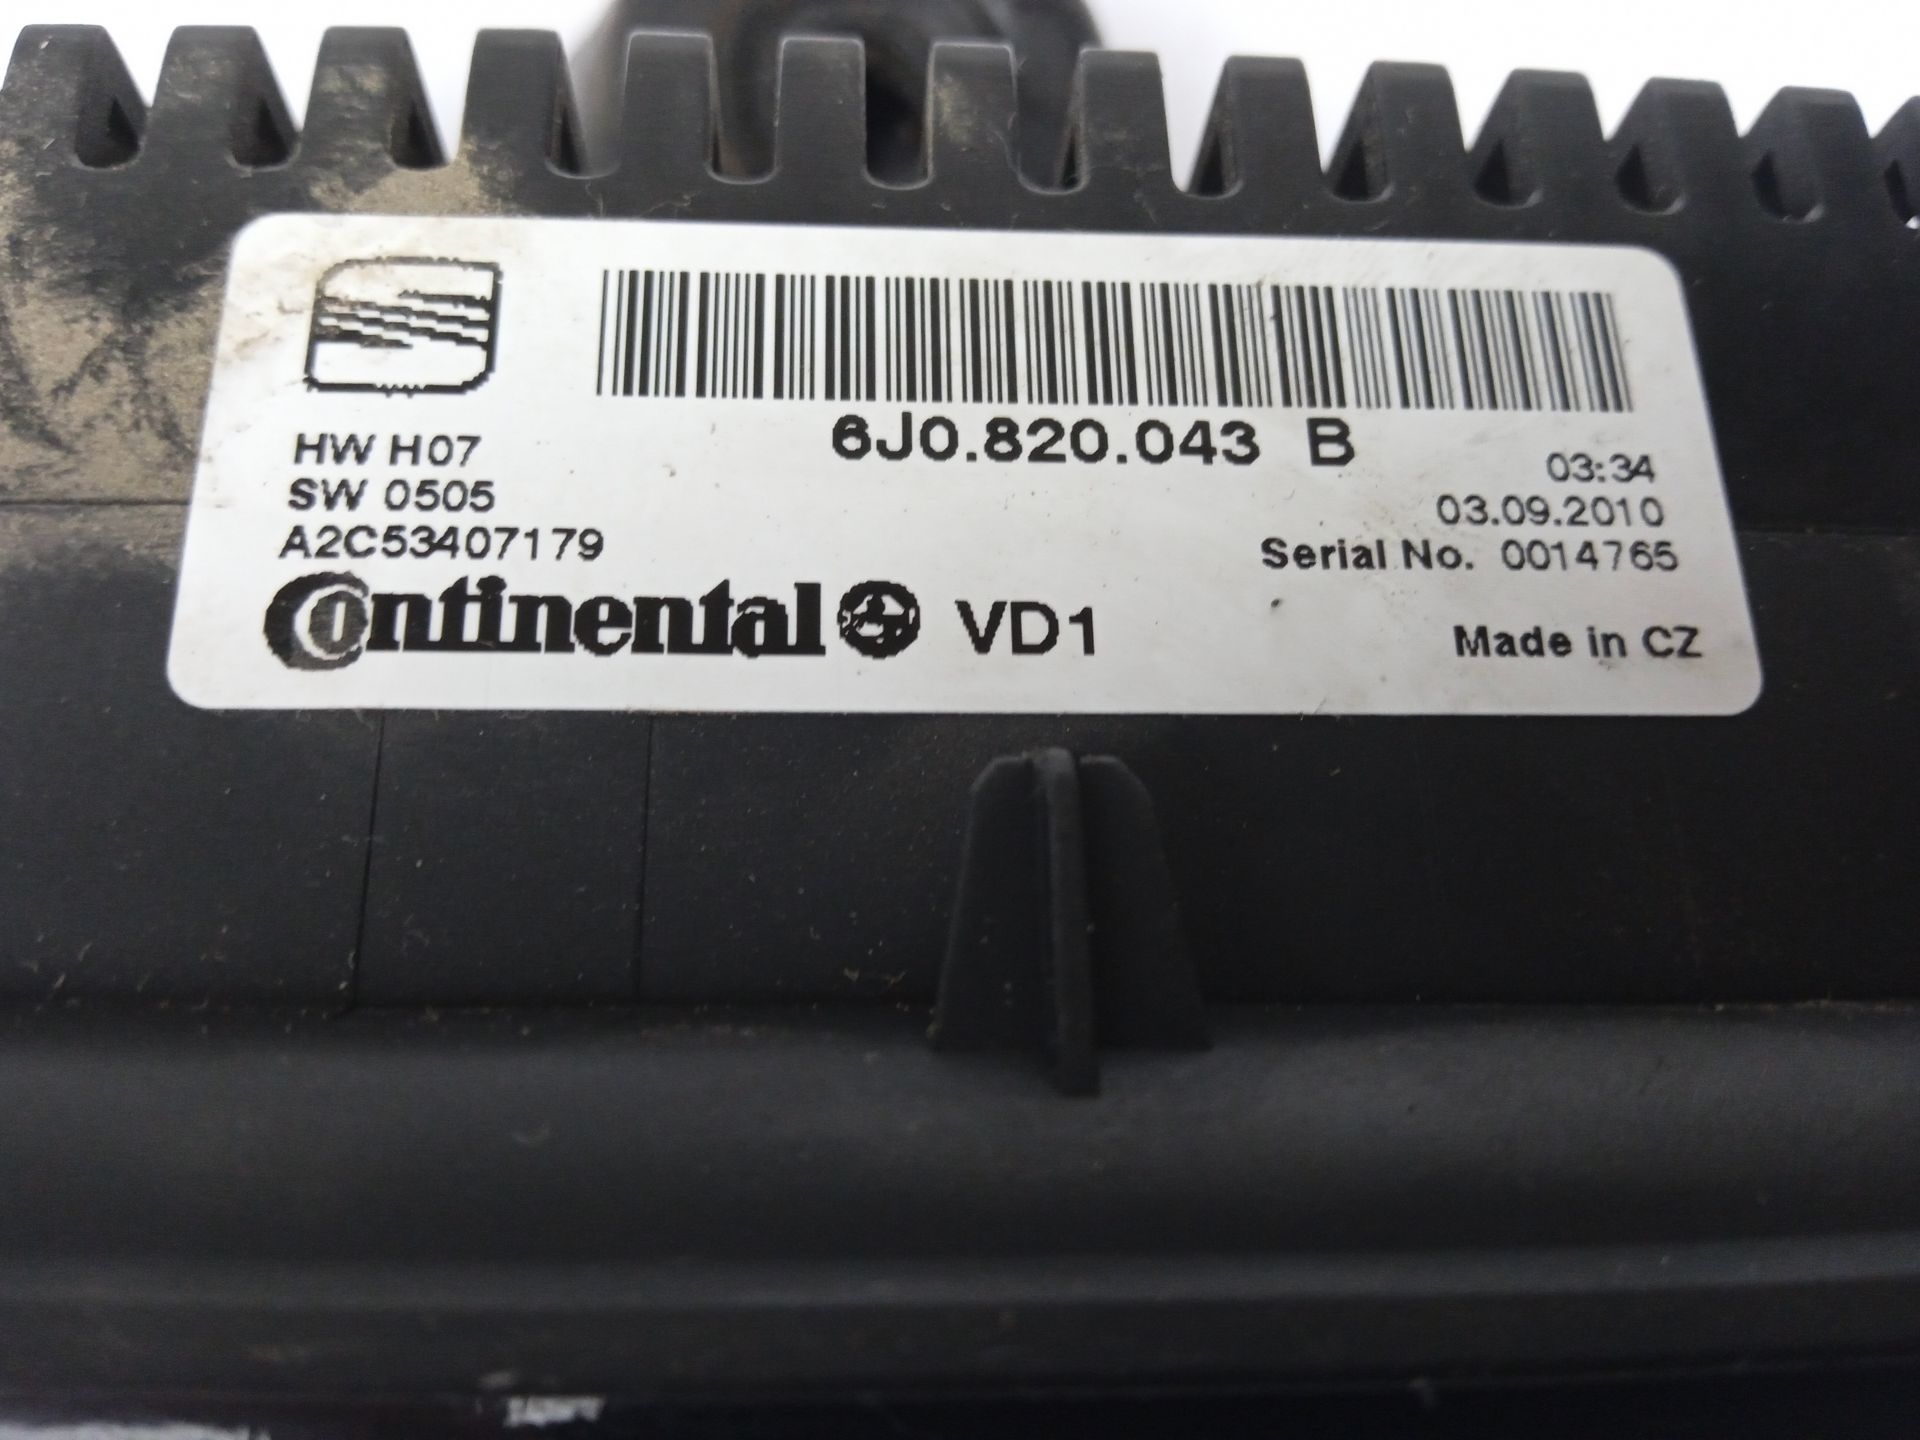 6J0.820.043 B
HW H07
SW 0505
A2C53407179
03:34
03.09.2010
Serial No. 0014765
Continental VD1
Made in CZ